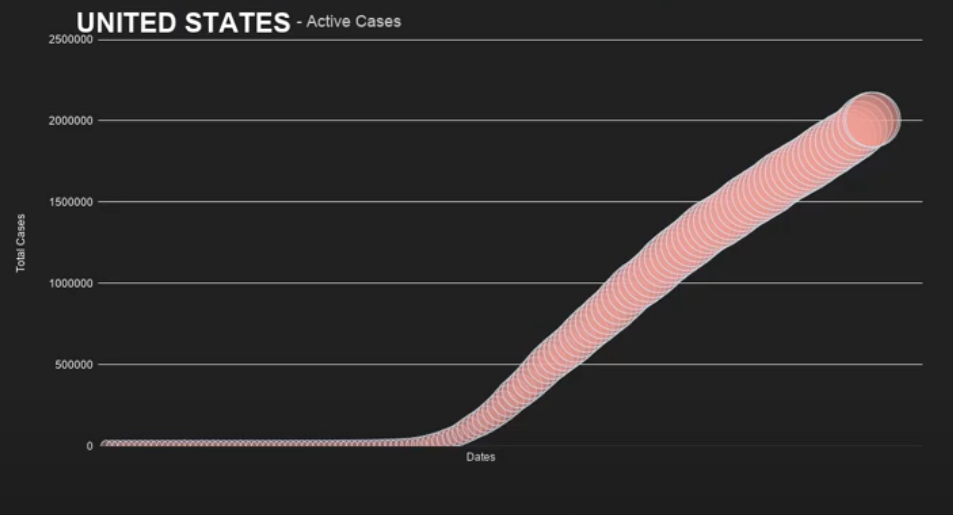 UNITED STATES - Active Cases
2500000
2000000
1500000
Total Cases
1000000
500000
0
Dates